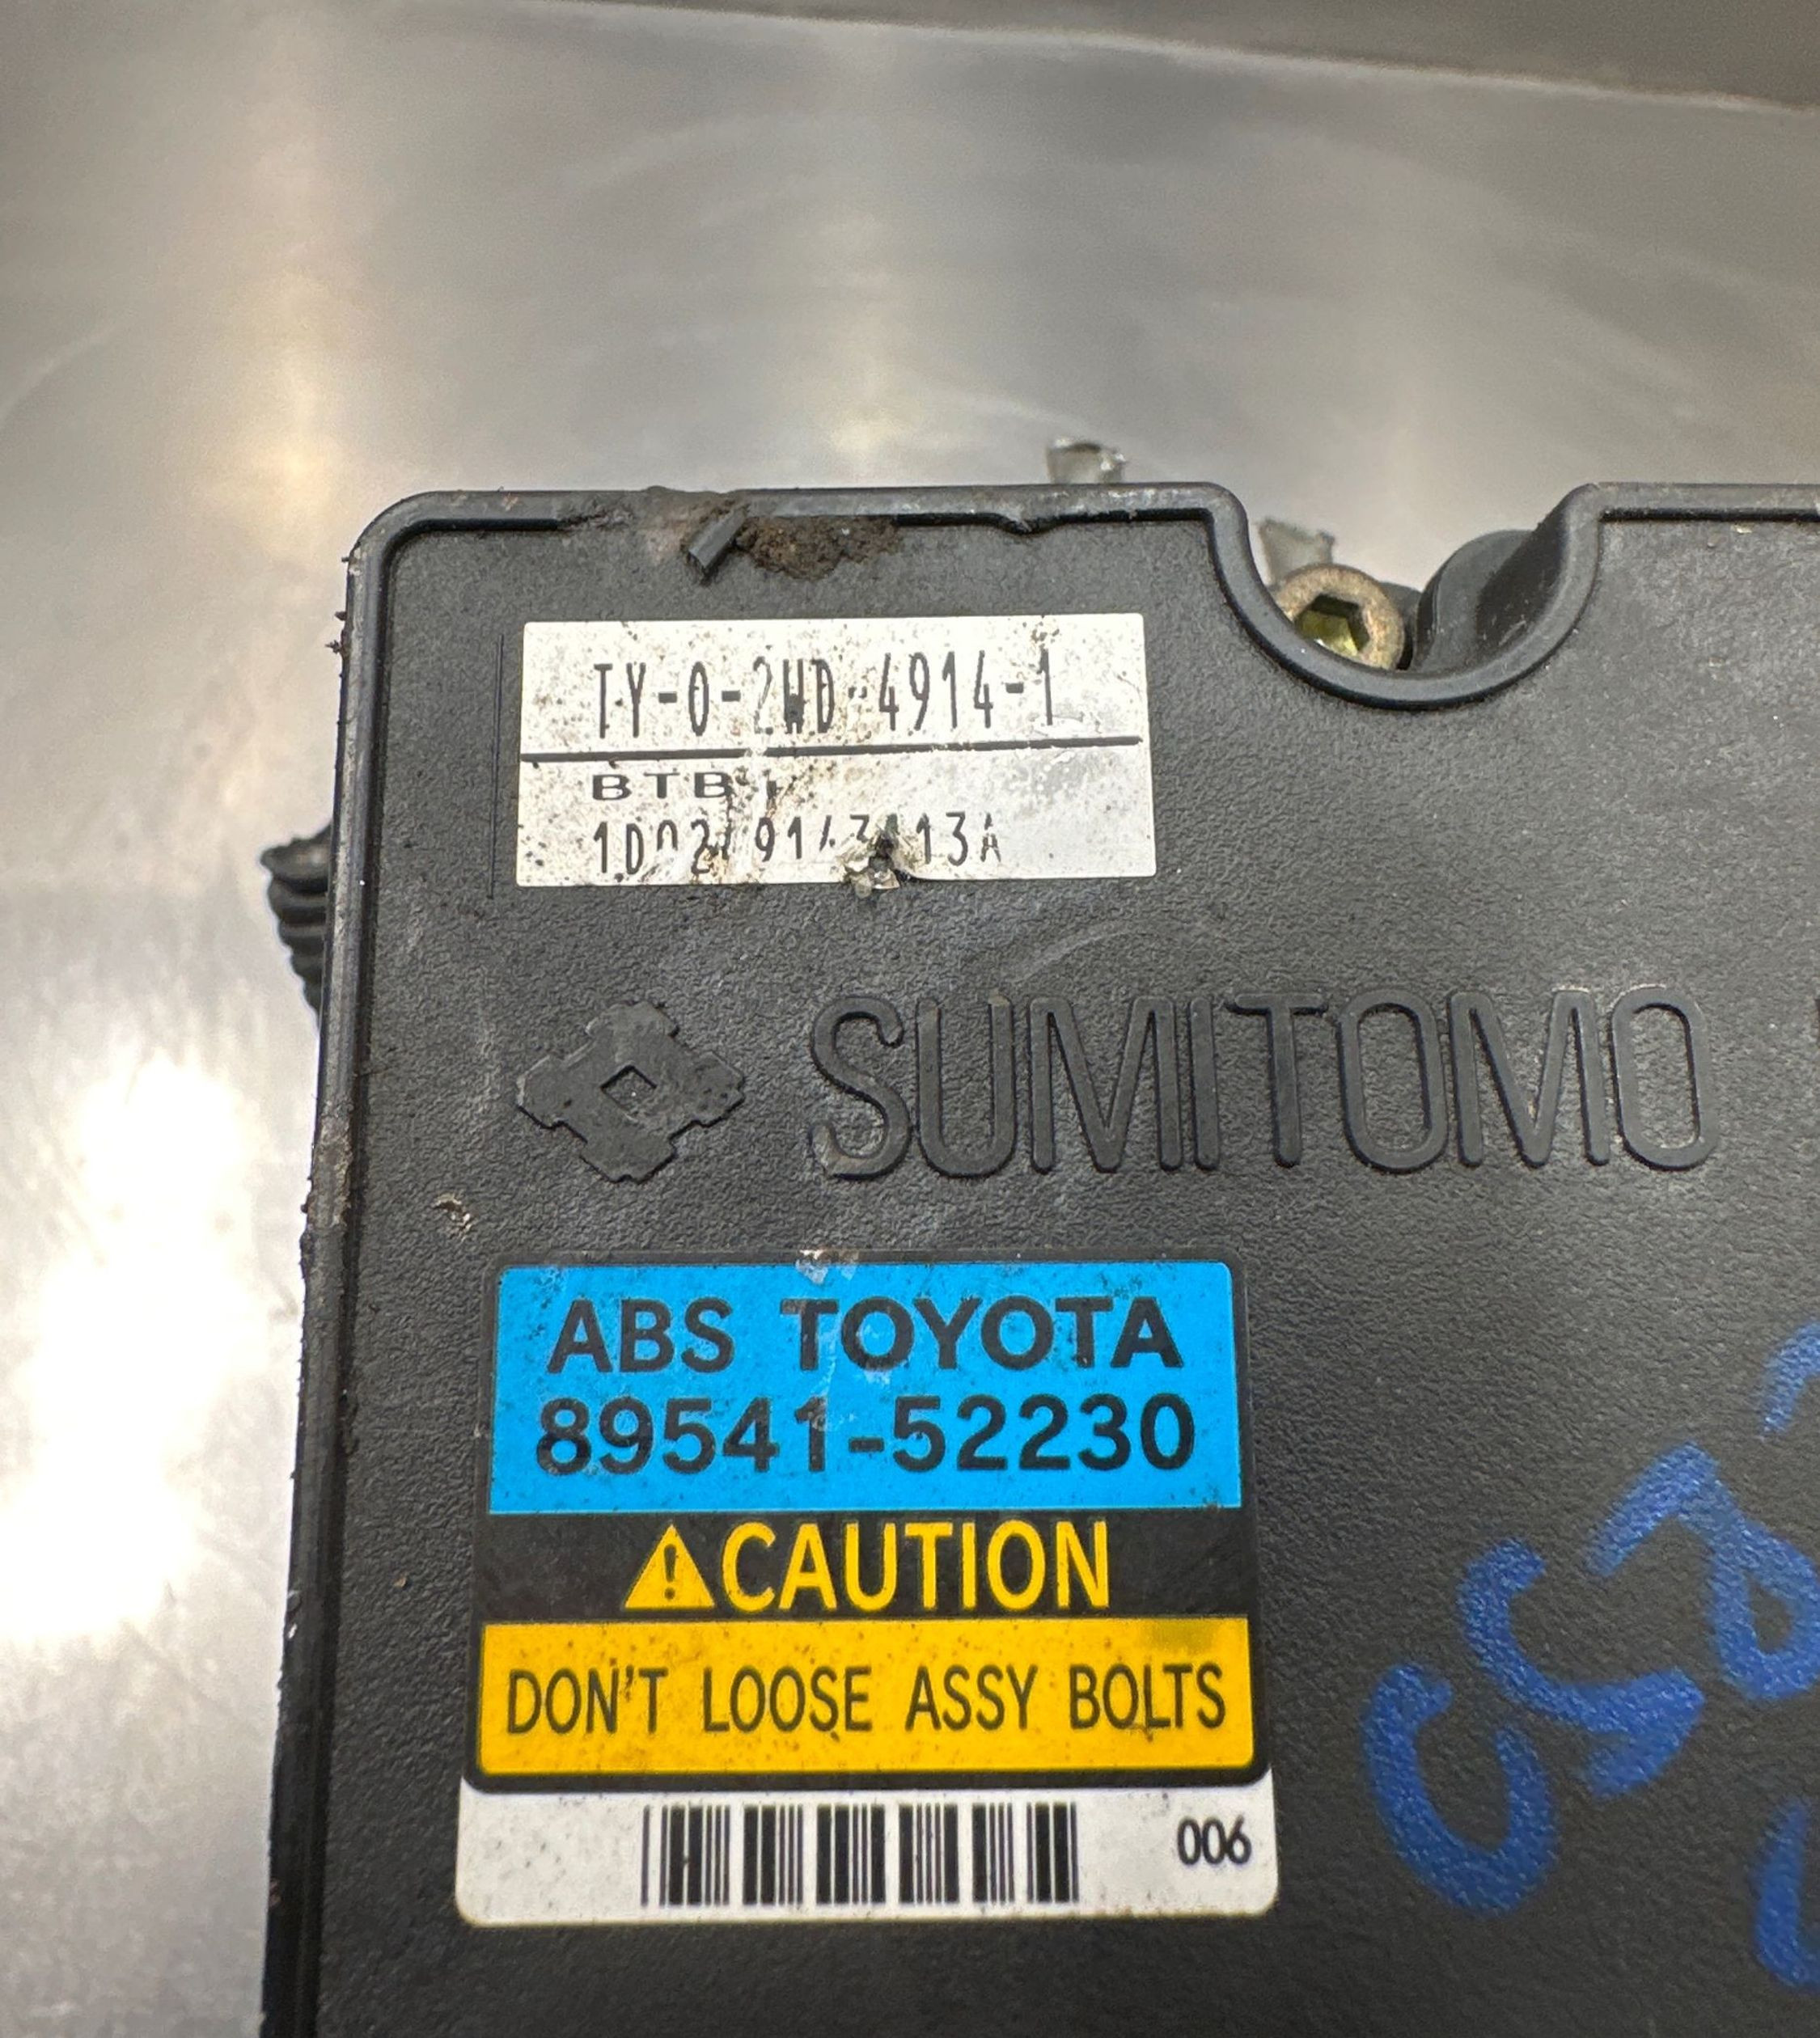 TY-0-2WD-4914-1
BTB
SUMITOMO
ABS TOYOTA
89541-52230
CAUTION
DON'T LOOSE ASSY BOLTS
006